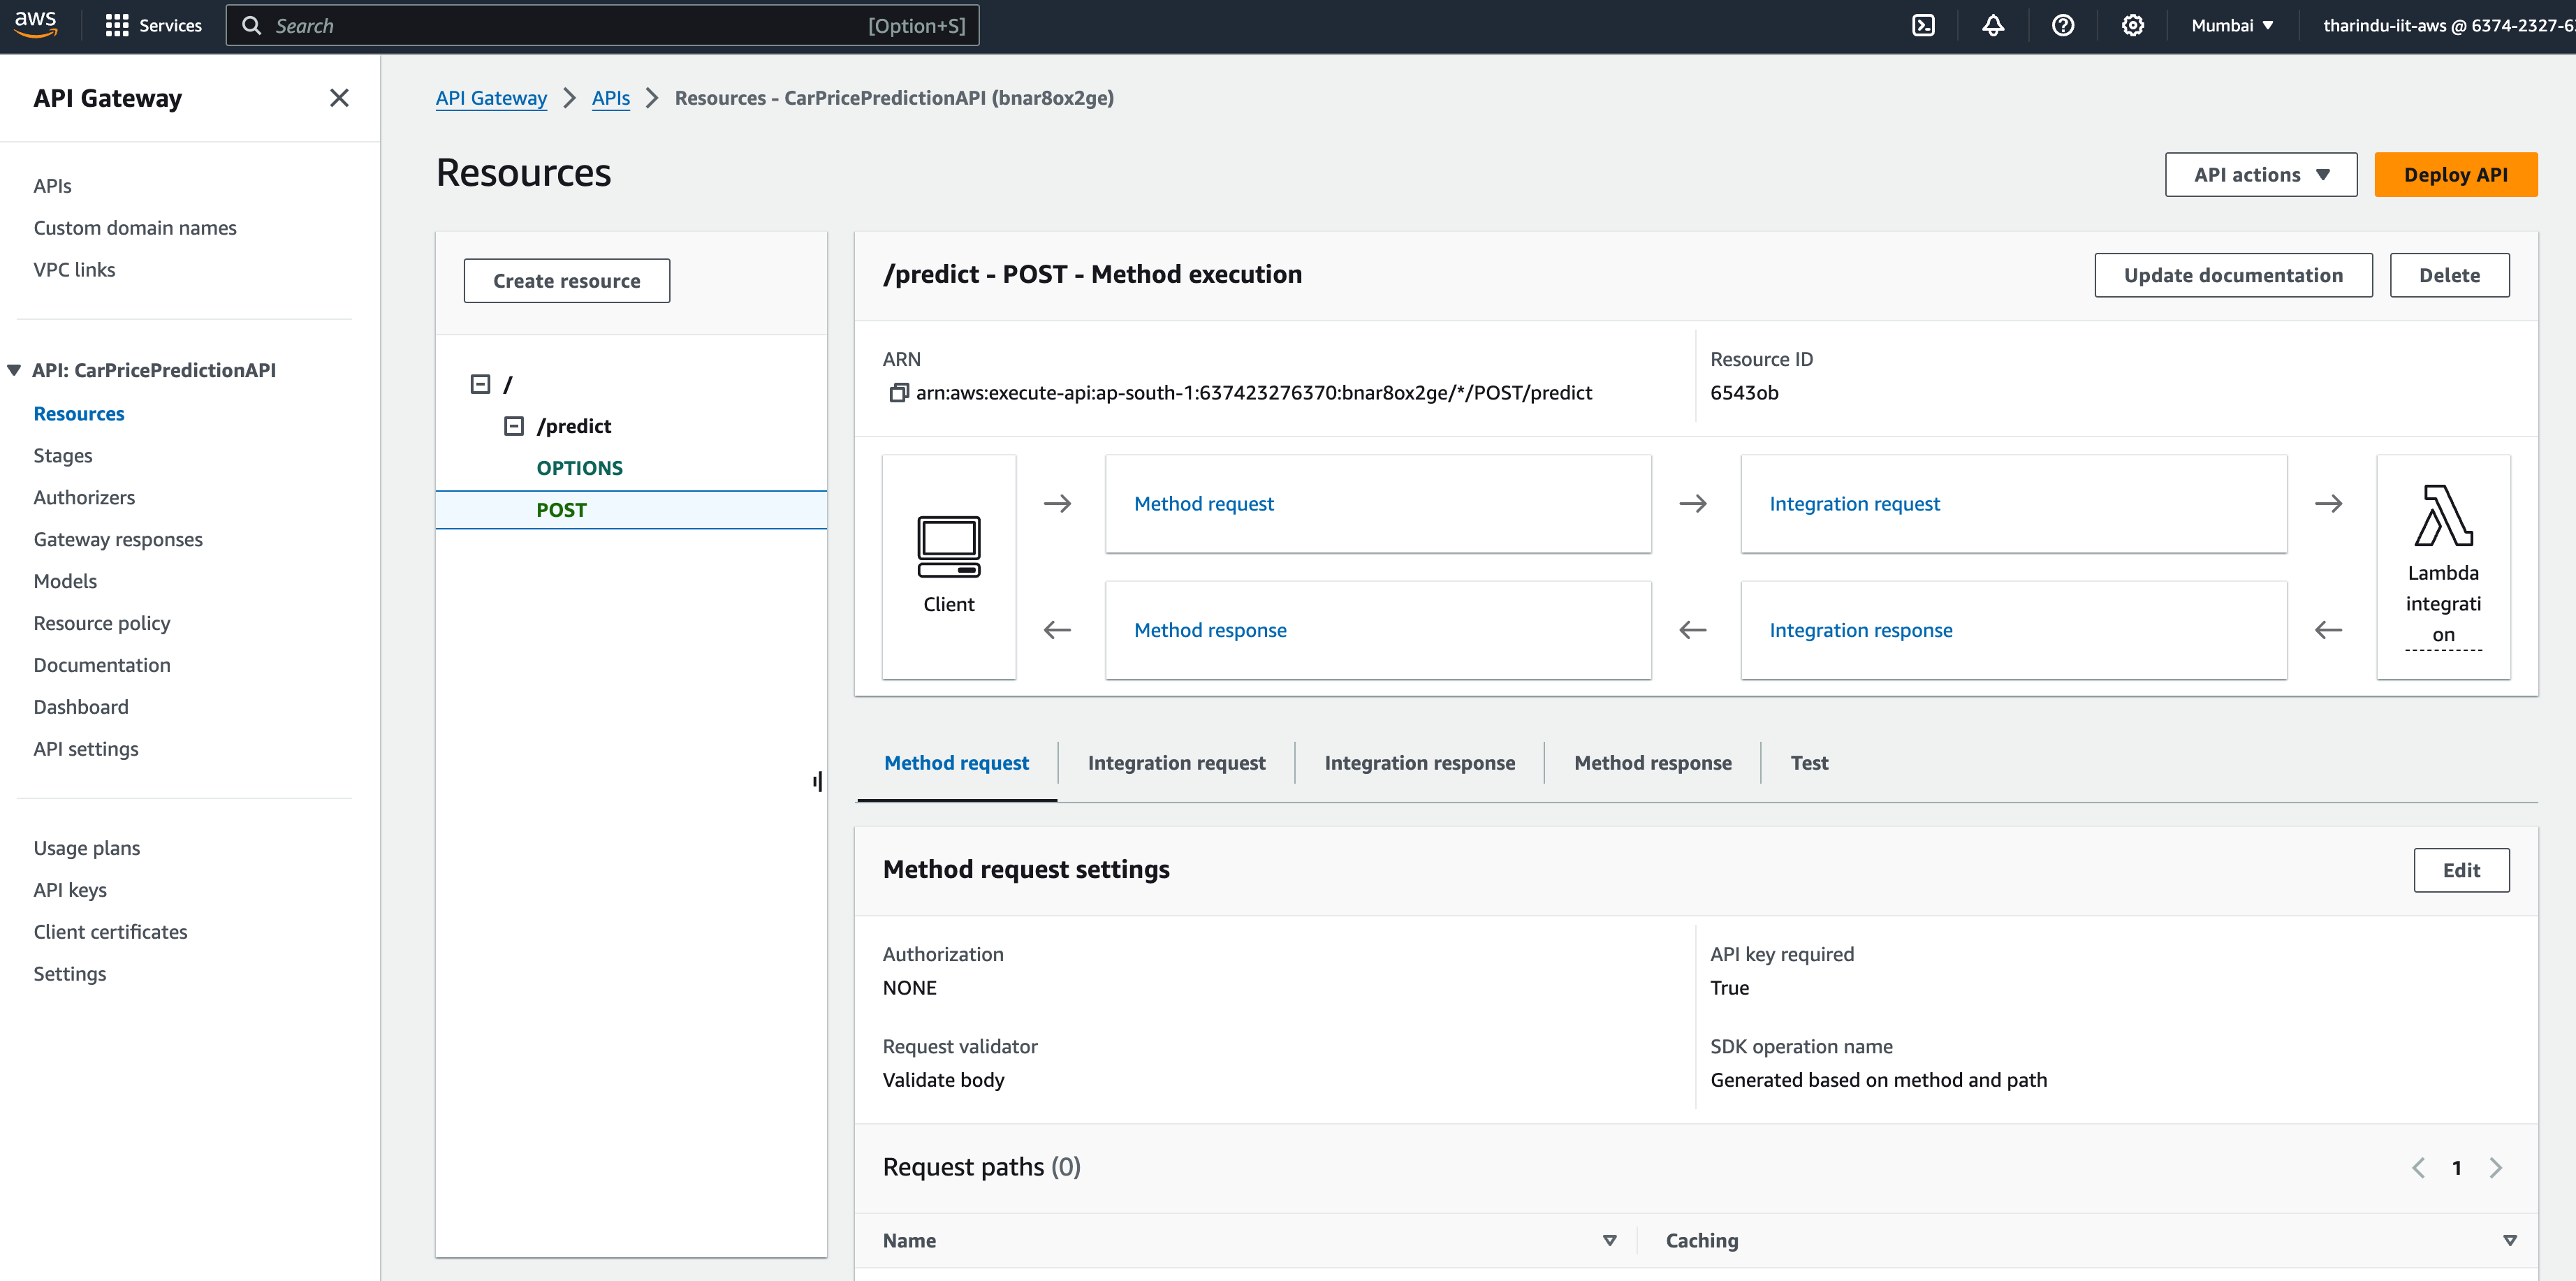 aws
Services
Search
[Option+S]
Mumbai ▼
tharindu-iit-aws @ 6374-2327-6
API Gateway
APIs
Custom domain names
VPC links
API: CarPricePredictionAPI
Resources
Stages
Authorizers
Gateway responses
Models
Resource policy
Documentation
Dashboard
API settings
Usage plans
API keys
Client certificates
Settings
API Gateway > APIs > Resources - CarPricePredictionAPI (bnar8ox2ge)
Resources
API actions ▼
Deploy API
Create resource
/
/predict
OPTIONS
POST
/predict - POST - Method execution
Update documentation
Delete
ARN
arn:aws:execute-api:ap-south-1:637423276370:bnar8ox2ge/*/POST/predict
Resource ID
6543ob
Client
Method request
Integration request
Method response
Integration response
Lambda
integrati
on
Method request
Integration request
Integration response
Method response
Test
Method request settings
Edit
Authorization
NONE
API key required
True
Request validator
Validate body
SDK operation name
Generated based on method and path
Request paths (0)
1
Name
Caching